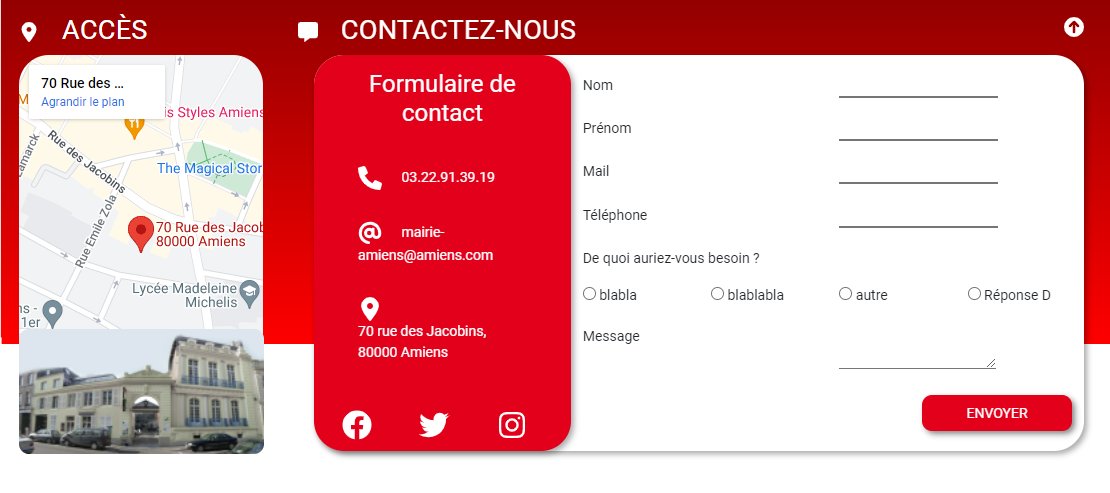 ACCÈS
70 Rue des ...
Agrandir le plan
is Styles Amiens
Rue des Jacobins
The Magical Stor
Rue Emile Zola
70 Rue des Jacob
80000 Amiens
Lycée Madeleine
Michelis
1er
CONTACTEZ-NOUS
Formulaire de
contact
03.22.91.39.19
mairie-
amiens@amiens.com
70 rue des Jacobins,
80000 Amiens
Nom
Prénom
Mail
Téléphone
De quoi auriez-vous besoin ?
blabla
blablabla
autre
Réponse D
Message
ENVOYER